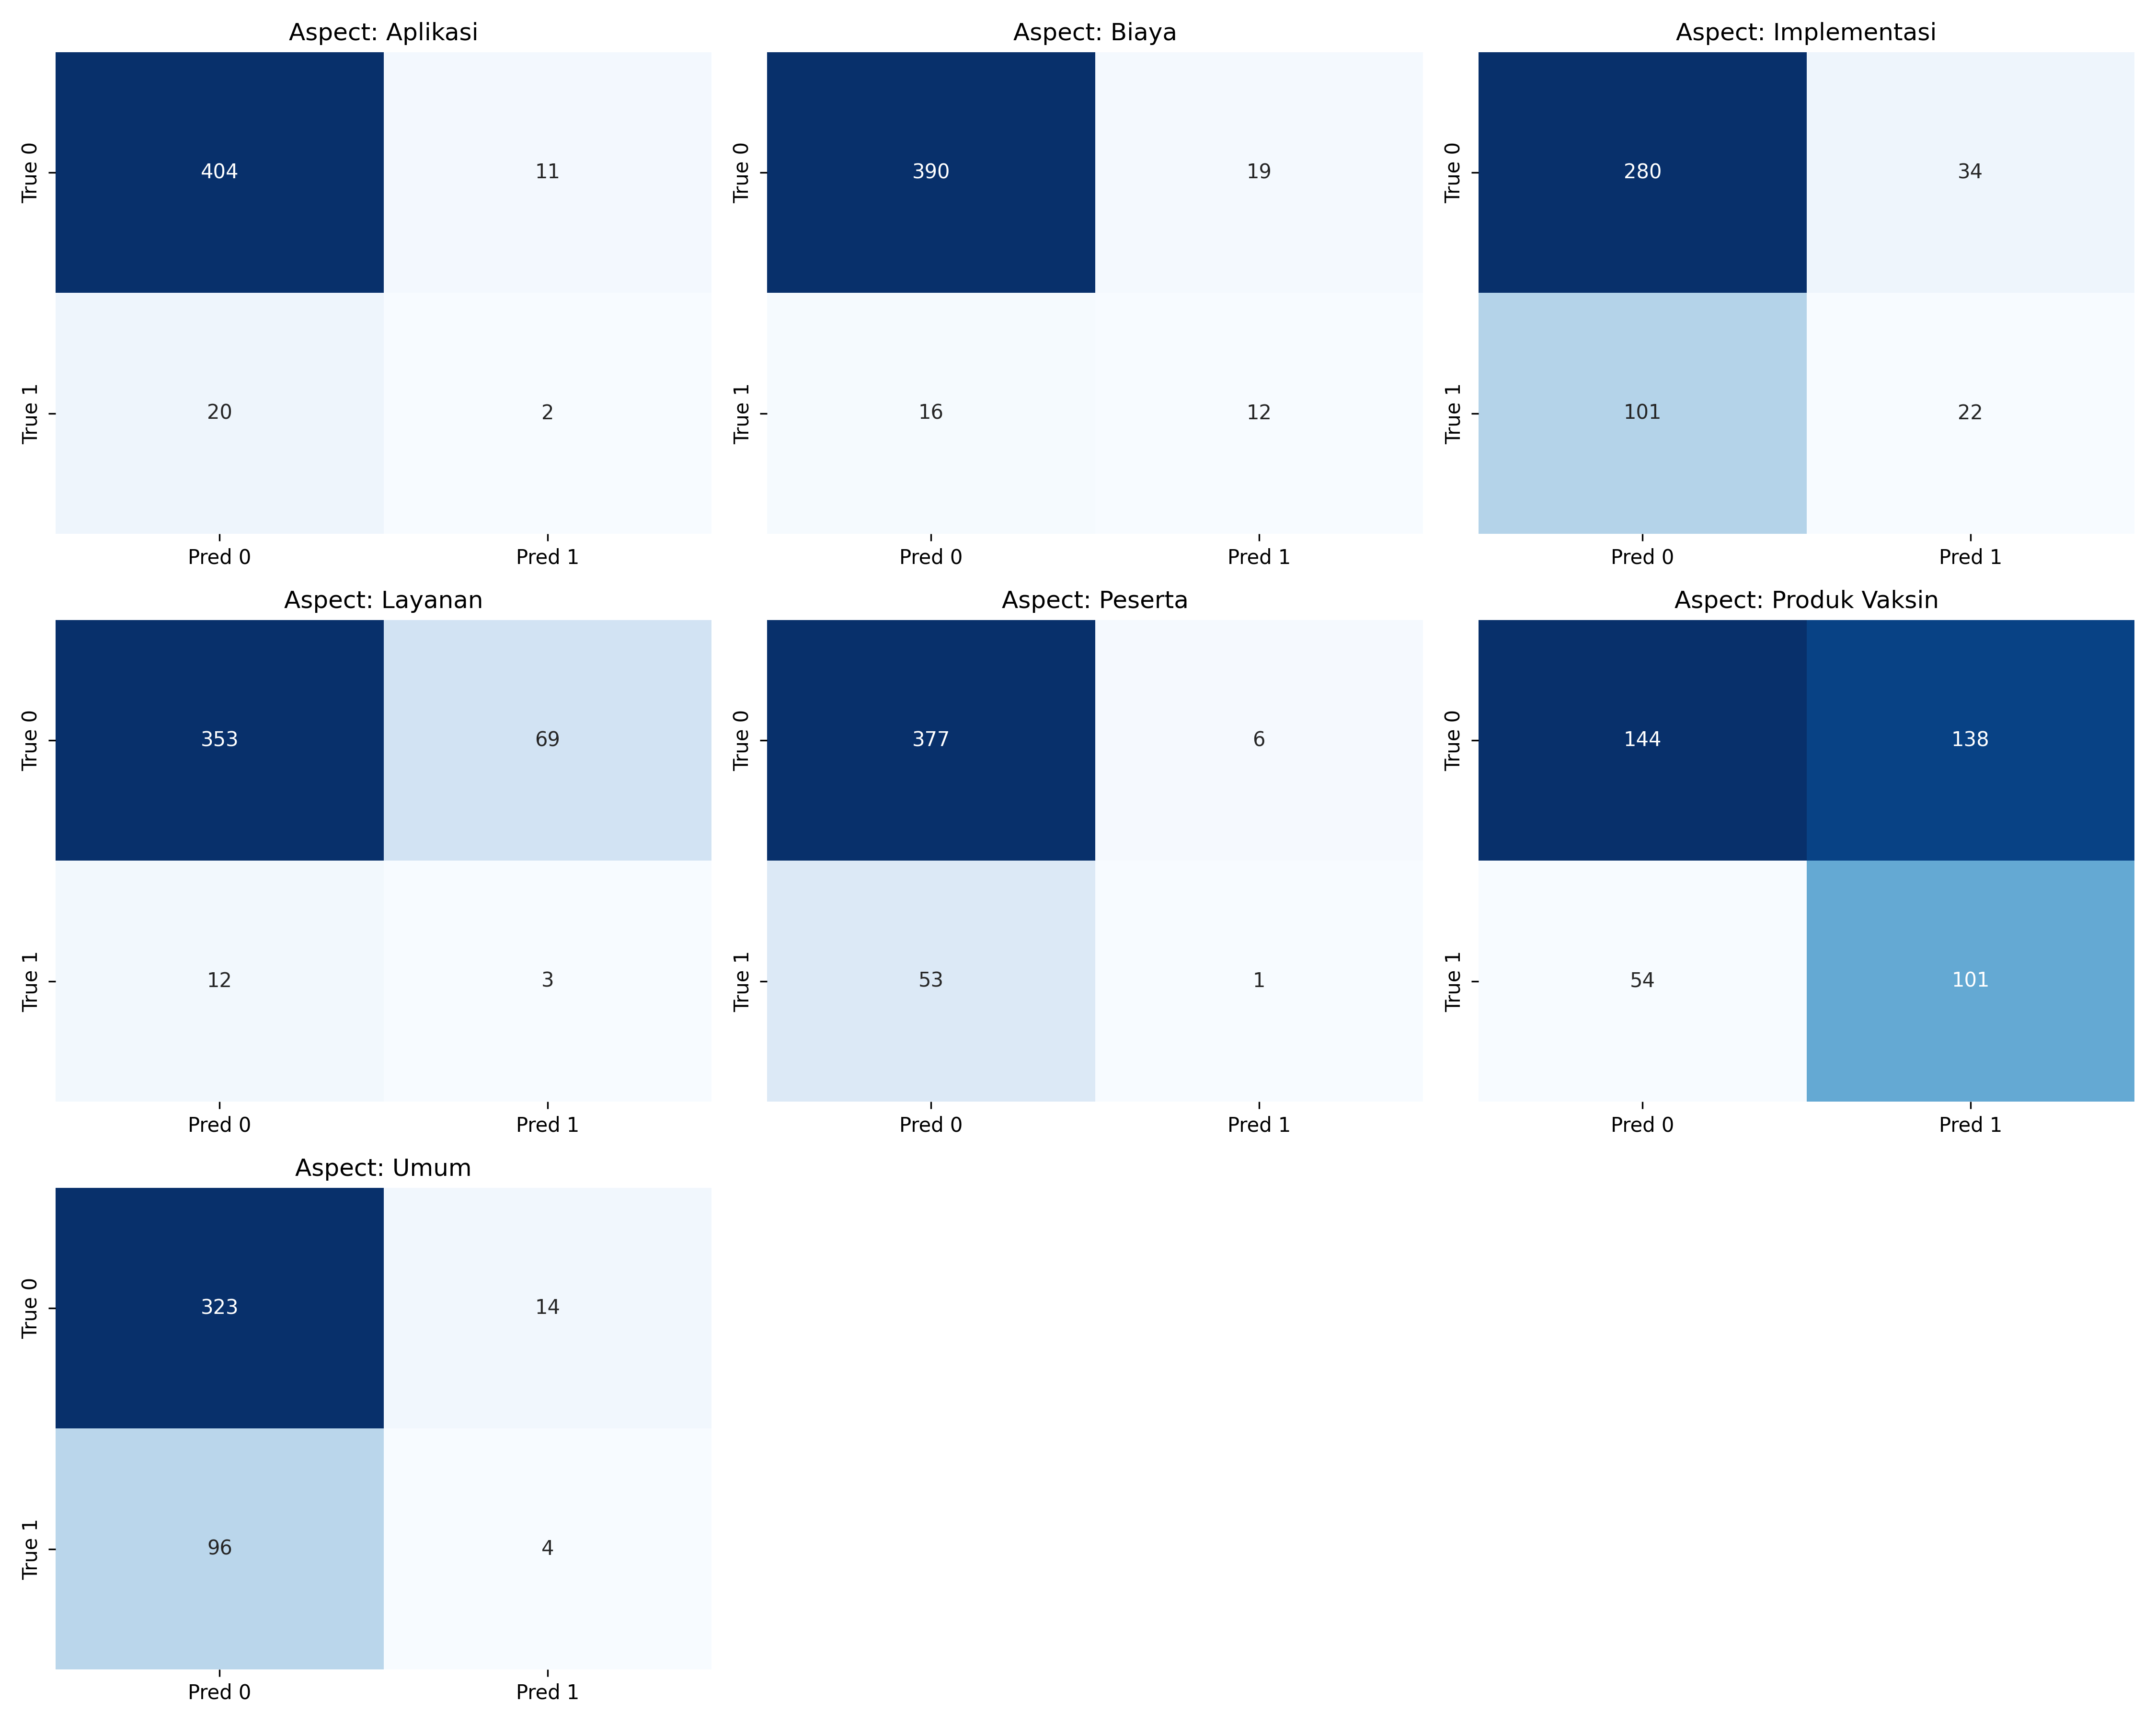 Aspect: Aplikasi
True 0
404
11
True 1
20
2
Pred 0
Pred 1
Aspect: Biaya
True 0
390
19
True 1
16
12
Pred 0
Pred 1
Aspect: Implementasi
True 0
280
34
True 1
101
22
Pred 0
Pred 1
Aspect: Layanan
True 0
353
69
True 1
12
3
Pred 0
Pred 1
Aspect: Peserta
True 0
377
6
True 1
53
1
Pred 0
Pred 1
Aspect: Produk Vaksin
True 0
144
138
True 1
54
101
Pred 0
Pred 1
Aspect: Umum
True 0
323
14
True 1
96
4
Pred 0
Pred 1